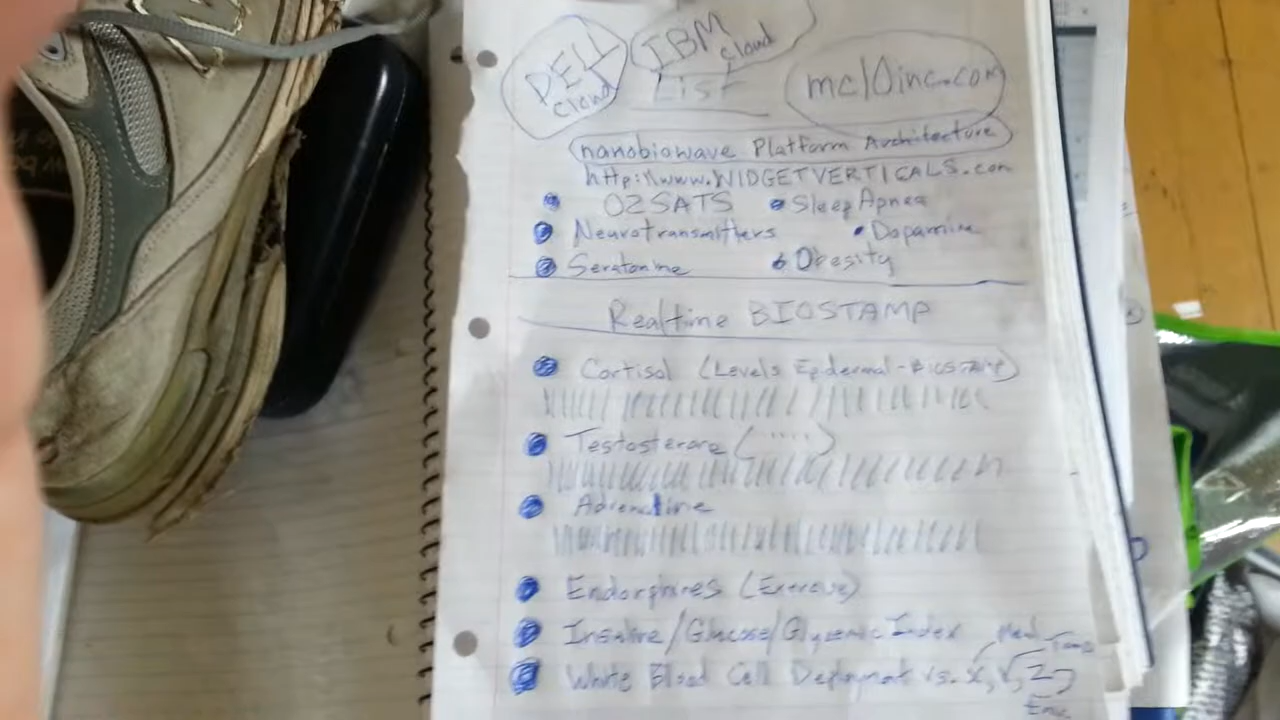 DELL cloud
IBM cloud
List
mc10inc.com
nanobiowave Platform Architecture
http://www.WIDGETVERTICALS.com
O2SATS • Sleep Apnea
Neurotransmitters • Dopamine
Seratonine • Obesity
Realtime BIOSTAMP
Cortisol (Levels Epidermal-
Testosterone (.....)
Adrenaline
Endorphines (Exercise)
Insuline/Glucose/Glycemic Index
Med
White Blood Cell Deployment vs. X, Y, Z